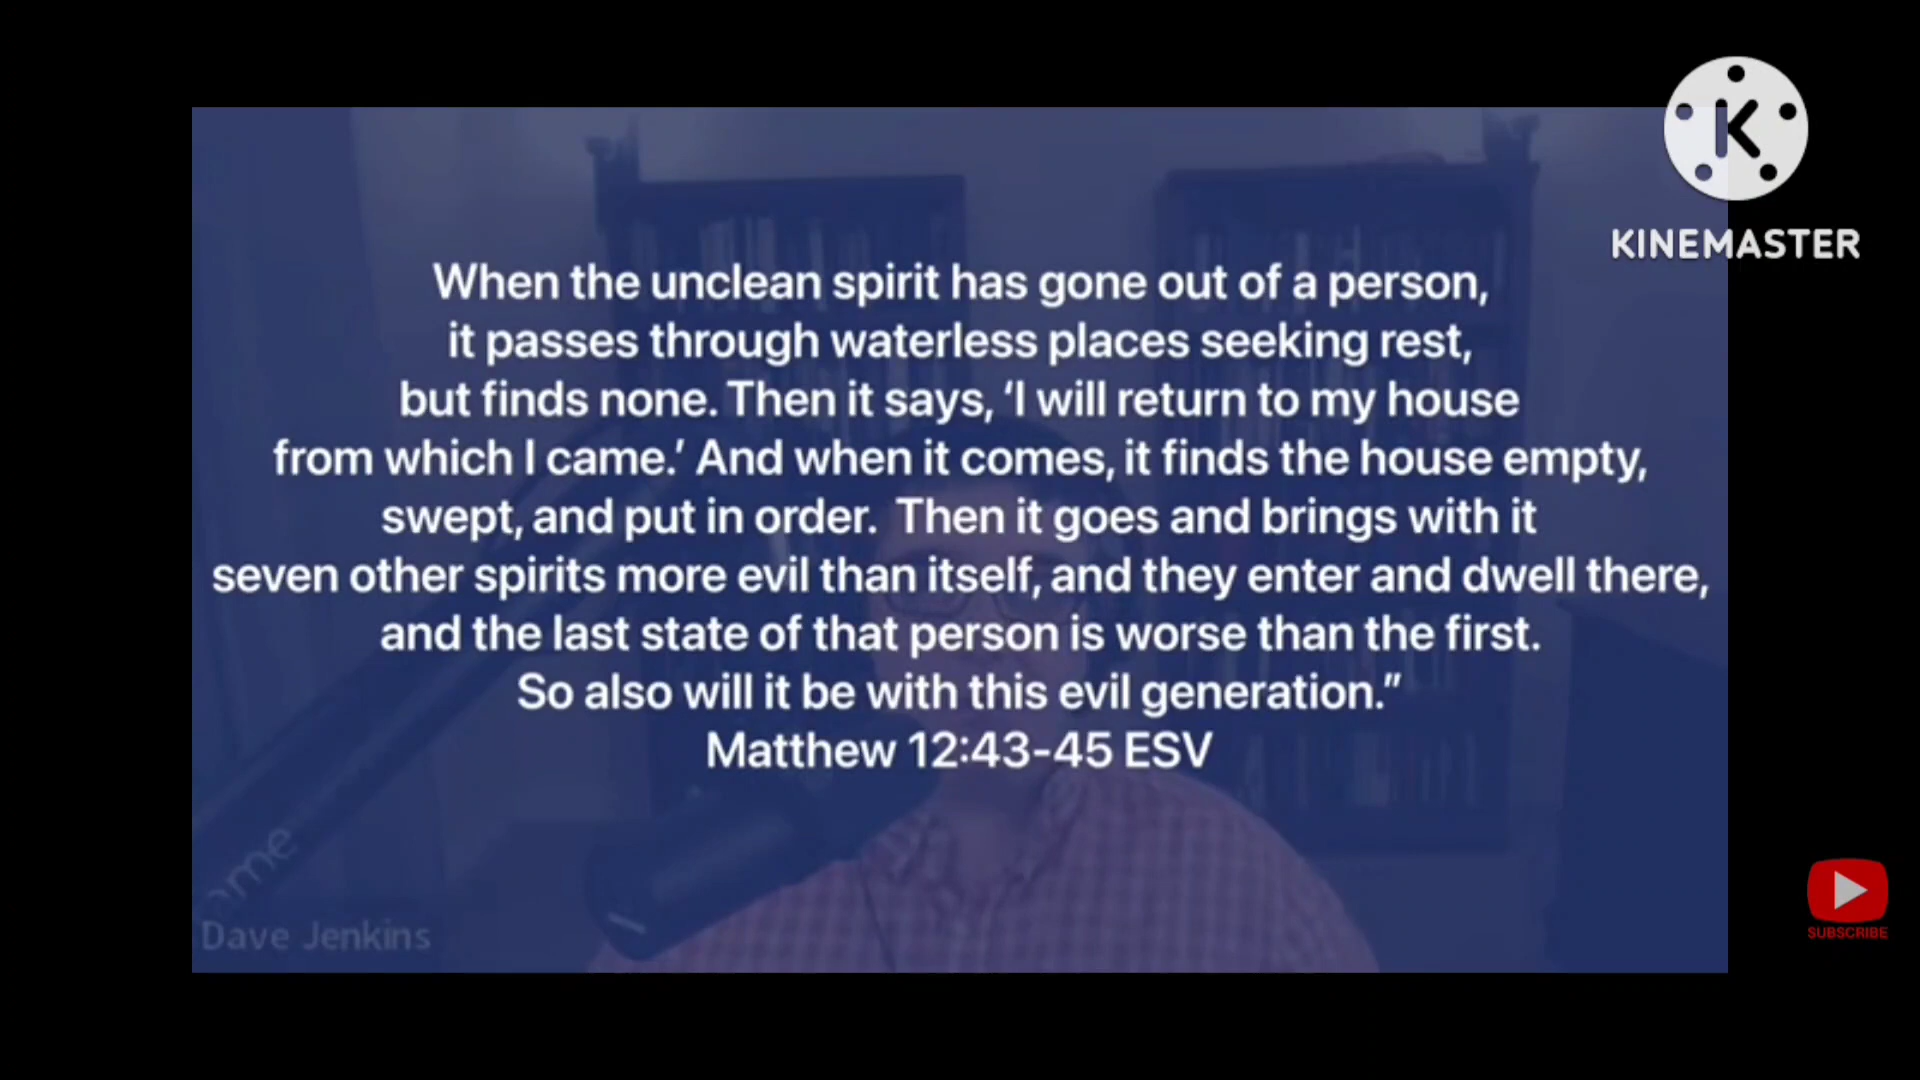 KINEMASTER
When the unclean spirit has gone out of a person,
it passes through waterless places seeking rest,
but finds none. Then it says, ‘I will return to my house
from which I came.’ And when it comes, it finds the house empty,
swept, and put in order.  Then it goes and brings with it
seven other spirits more evil than itself, and they enter and dwell there,
and the last state of that person is worse than the first.
So also will it be with this evil generation.”
Matthew 12:43-45 ESV
Dave Jenkins
SUBSCRIBE